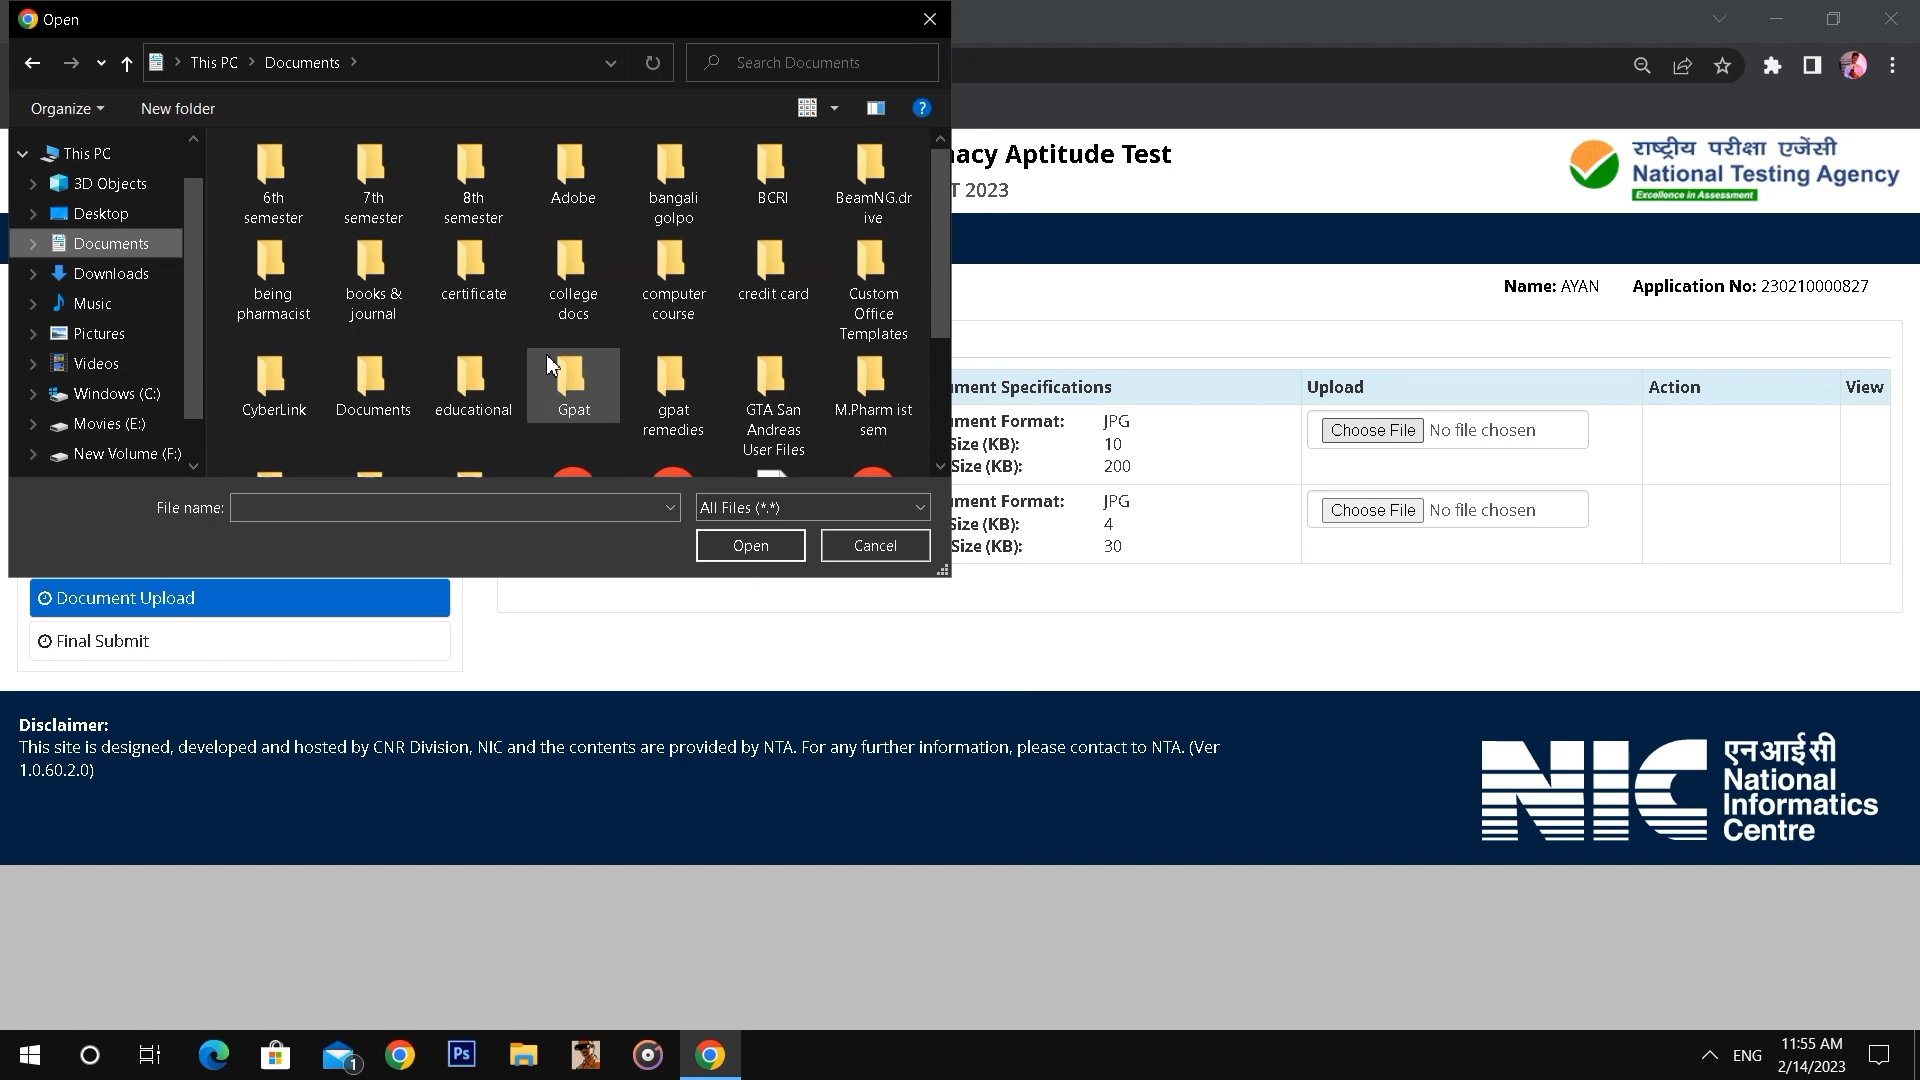 Open
This PC
Documents
Search Documents
Organize
New folder
This PC
3D Objects
Desktop
Documents
Downloads
Music
Pictures
Videos
Windows (C:)
Movies (E:)
New Volume (F:)
6th
semester
7th
semester
8th
semester
Adobe
bangali
golpo
BCRI
BeamNG.dr
ive
being
pharmacist
books &
journal
certificate
college
docs
computer
course
credit card
Custom
Office
Templates
CyberLink
Documents
educational
Gpat
gpat
remedies
GTA San
Andreas
User Files
M.Pharm ist
sem
File name:
All Files (*.*)
Open
Cancel
acy Aptitude Test
T 2023
राष्ट्रीय परीक्षा एजेंसी
National Testing Agency
Excellence in Assessment
Name: AYAN Application No: 230210000827
ment Specifications Upload Action View
ment Format: JPG
Size (KB): 10
Size (KB): 200
Choose File No file chosen
ment Format: JPG
Size (KB): 4
Size (KB): 30
Choose File No file chosen
Document Upload
Final Submit
Disclaimer:
This site is designed, developed and hosted by CNR Division, NIC and the contents are provided by NTA. For any further information, please contact to NTA. (Ver
1.0.60.2.0)
NIC
एन आई सी
National
Informatics
Centre
Ps
1
ENG
11:55 AM
2/14/2023